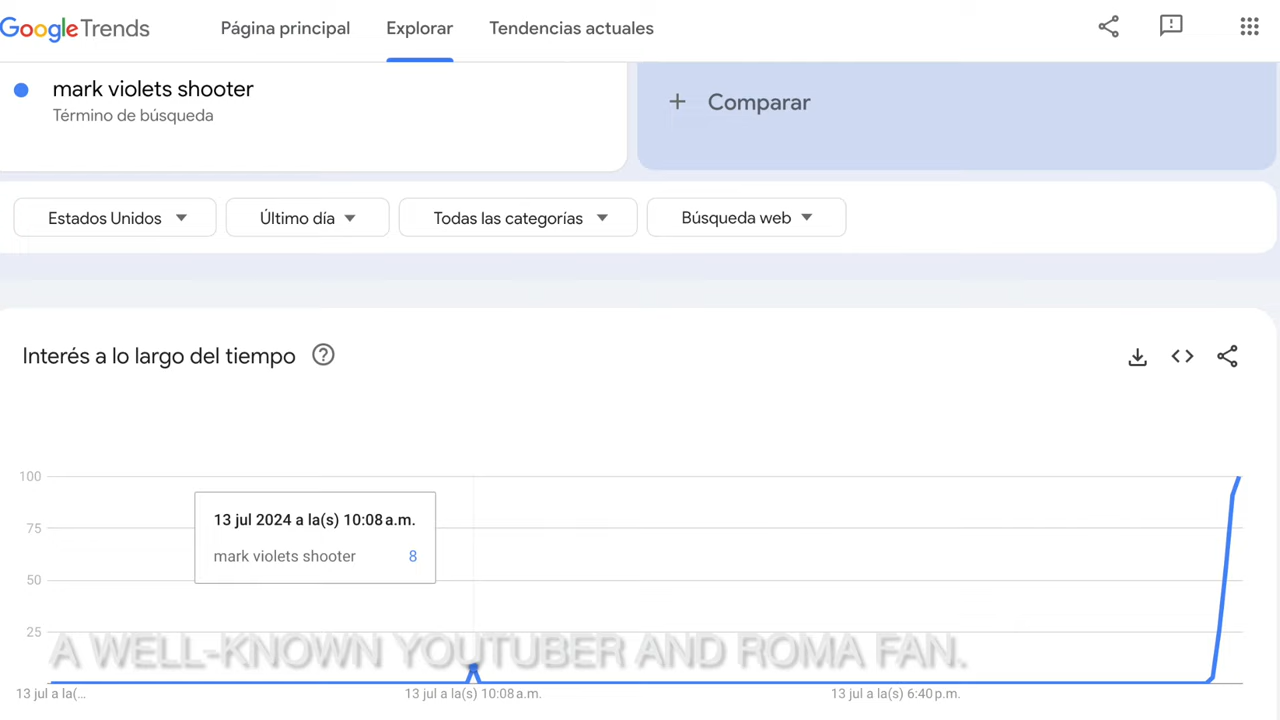 Google Trends
Página principal
Explorar
Tendencias actuales
mark violets shooter
Término de búsqueda
+ Comparar
Estados Unidos
Último día
Todas las categorías
Búsqueda web
Interés a lo largo del tiempo
100
75
50
25
13 jul 2024 a la(s) 10:08 a.m.
mark violets shooter 8
A WELL-KNOWN YOUTUBER AND ROMA FAN.
13 jul a la(...
13 jul a la(s) 10:08 a.m.
13 jul a la(s) 6:40 p.m.